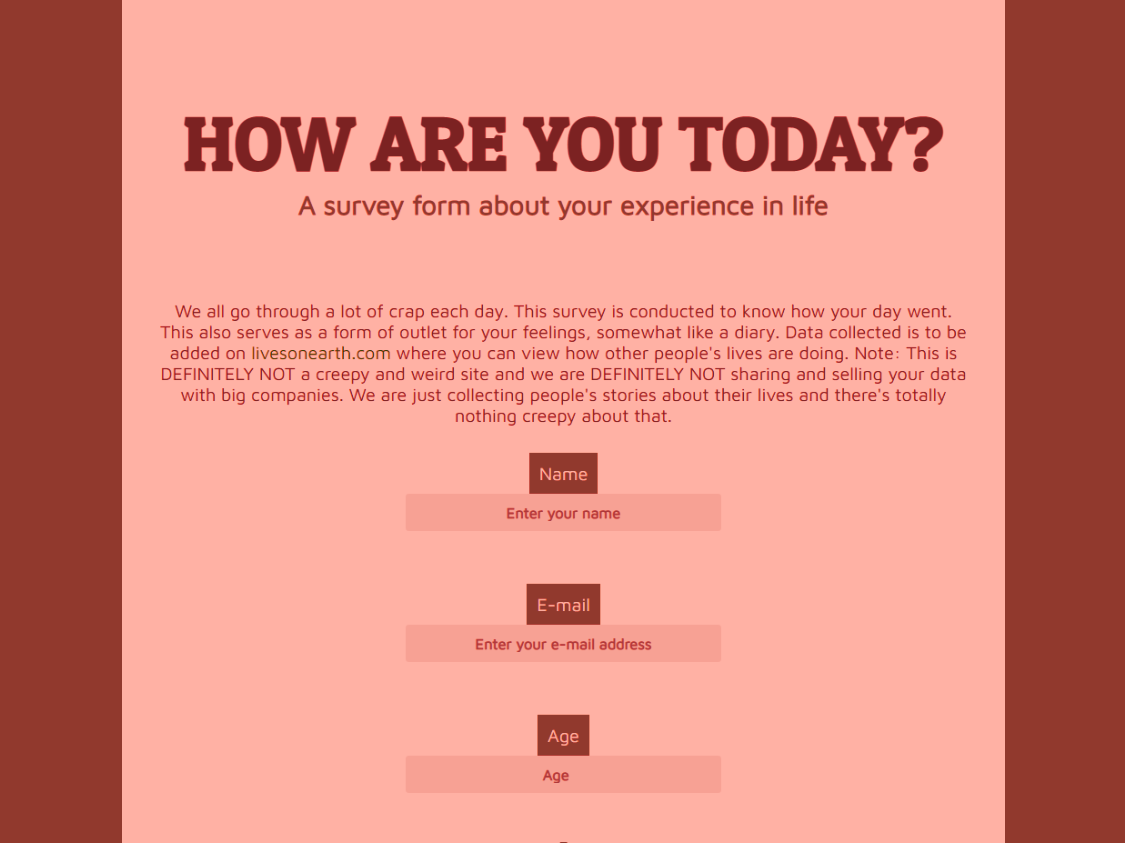 HOW ARE YOU TODAY?
A survey form about your experience in life
We all go through a lot of crap each day. This survey is conducted to know how your day went.
This also serves as a form of outlet for your feelings, somewhat like a diary. Data collected is to be
added on livesonearth.com where you can view how other people's lives are doing. Note: This is
DEFINITELY NOT a creepy and weird site and we are DEFINITELY NOT sharing and selling your data
with big companies. We are just collecting people's stories about their lives and there's totally
nothing creepy about that.
Name
Enter your name
E-mail
Enter your e-mail address
Age
Age